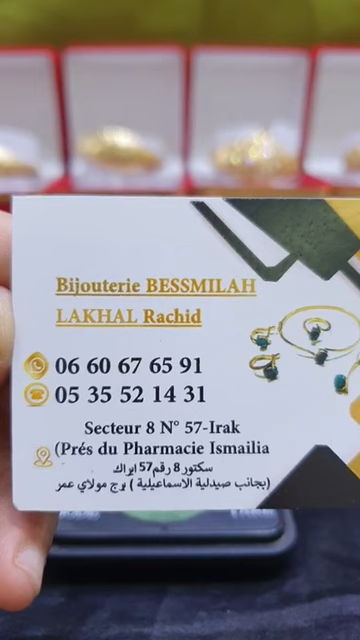 Bijouterie BESSMILAH
LAKHAL Rachid
06 60 67 65 91
05 35 52 14 31
Secteur 8 N° 57-Irak
(Prés du Pharmacie Ismailia
سكتور 8 رقم 57 ايراك
(بجانب صيدلية الاسماعيلية ) برج مولاي عمر